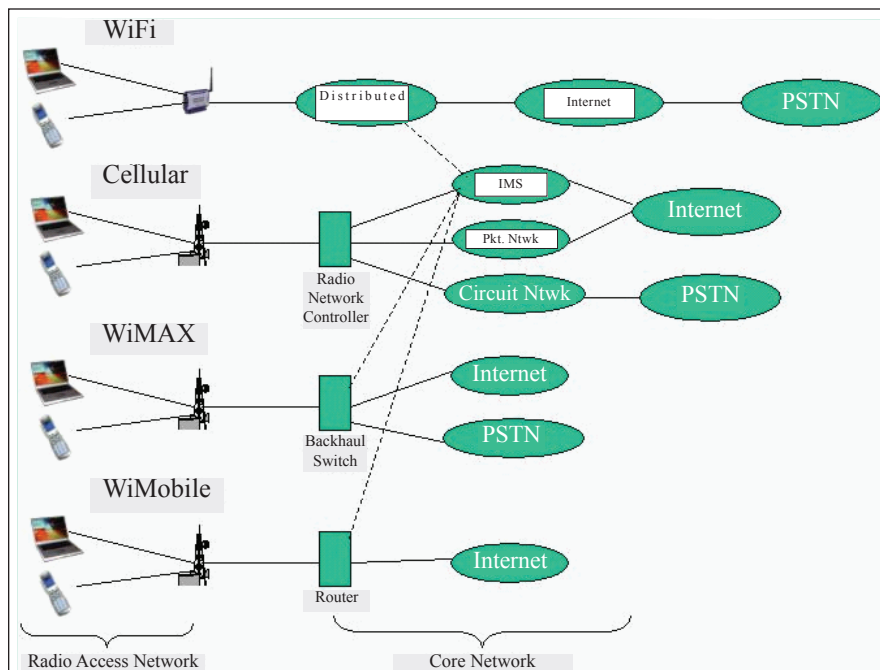 WiFi
Distributed
Internet
PSTN
Cellular
IMS
Internet
Pkt. Ntwk
Radio
Network
Controller
Circuit Ntwk
PSTN
WiMAX
Internet
Backhaul
Switch
PSTN
WiMobile
Internet
Router
Radio Access Network
Core Network